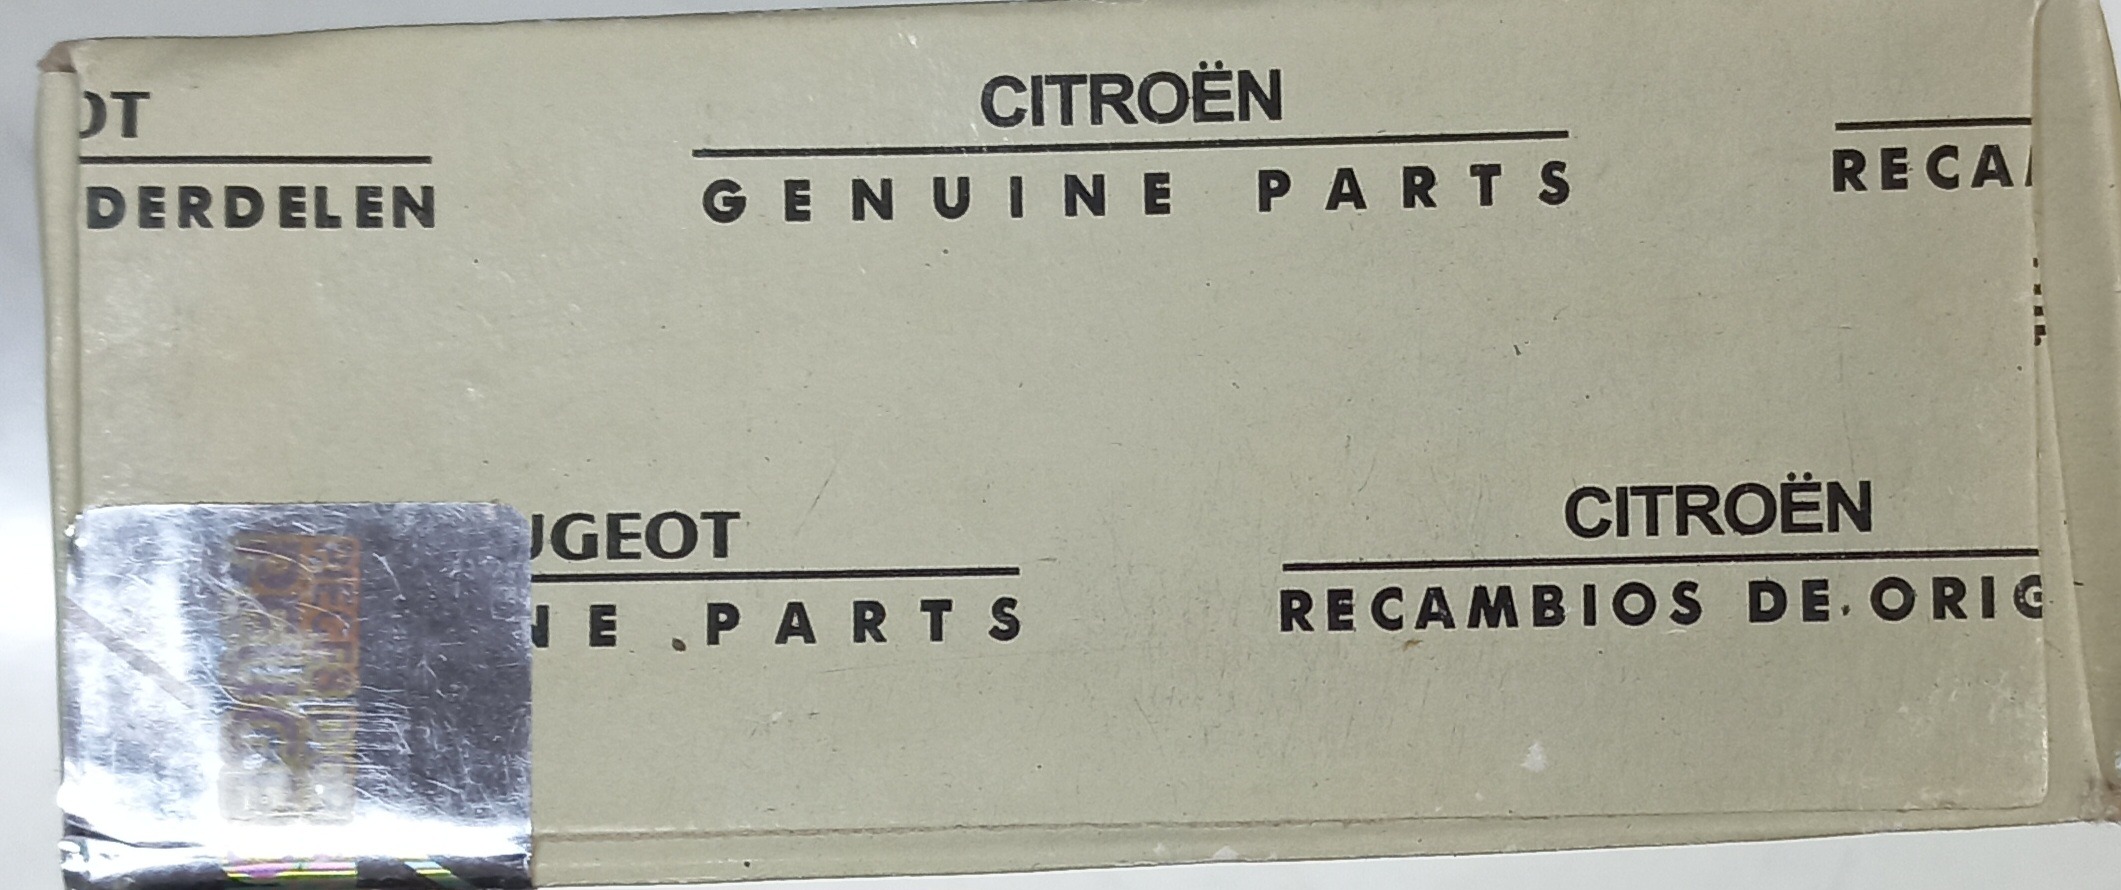 OT
DERDELEN
CITROËN
GENUINE PARTS
RECA
UGEOT
NE PARTS
CITROËN
RECAMBIOS DE ORIG